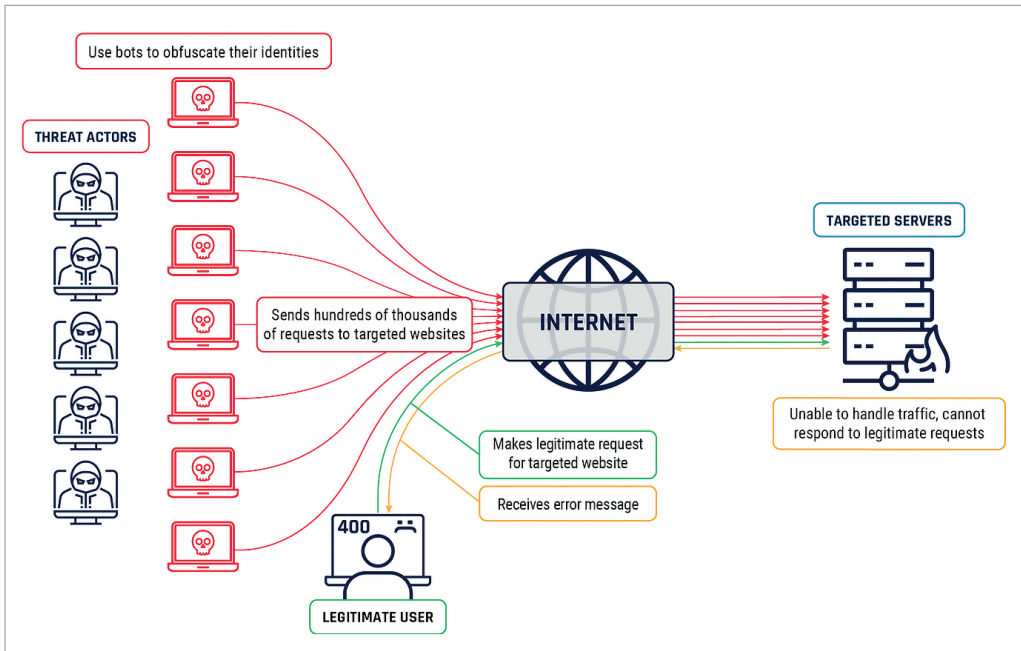 Use bots to obfuscate their identities
THREAT ACTORS
Sends hundreds of thousands
of requests to targeted websites
INTERNET
TARGETED SERVERS
Unable to handle traffic, cannot
respond to legitimate requests
Makes legitimate request
for targeted website
Receives error message
400
LEGITIMATE USER